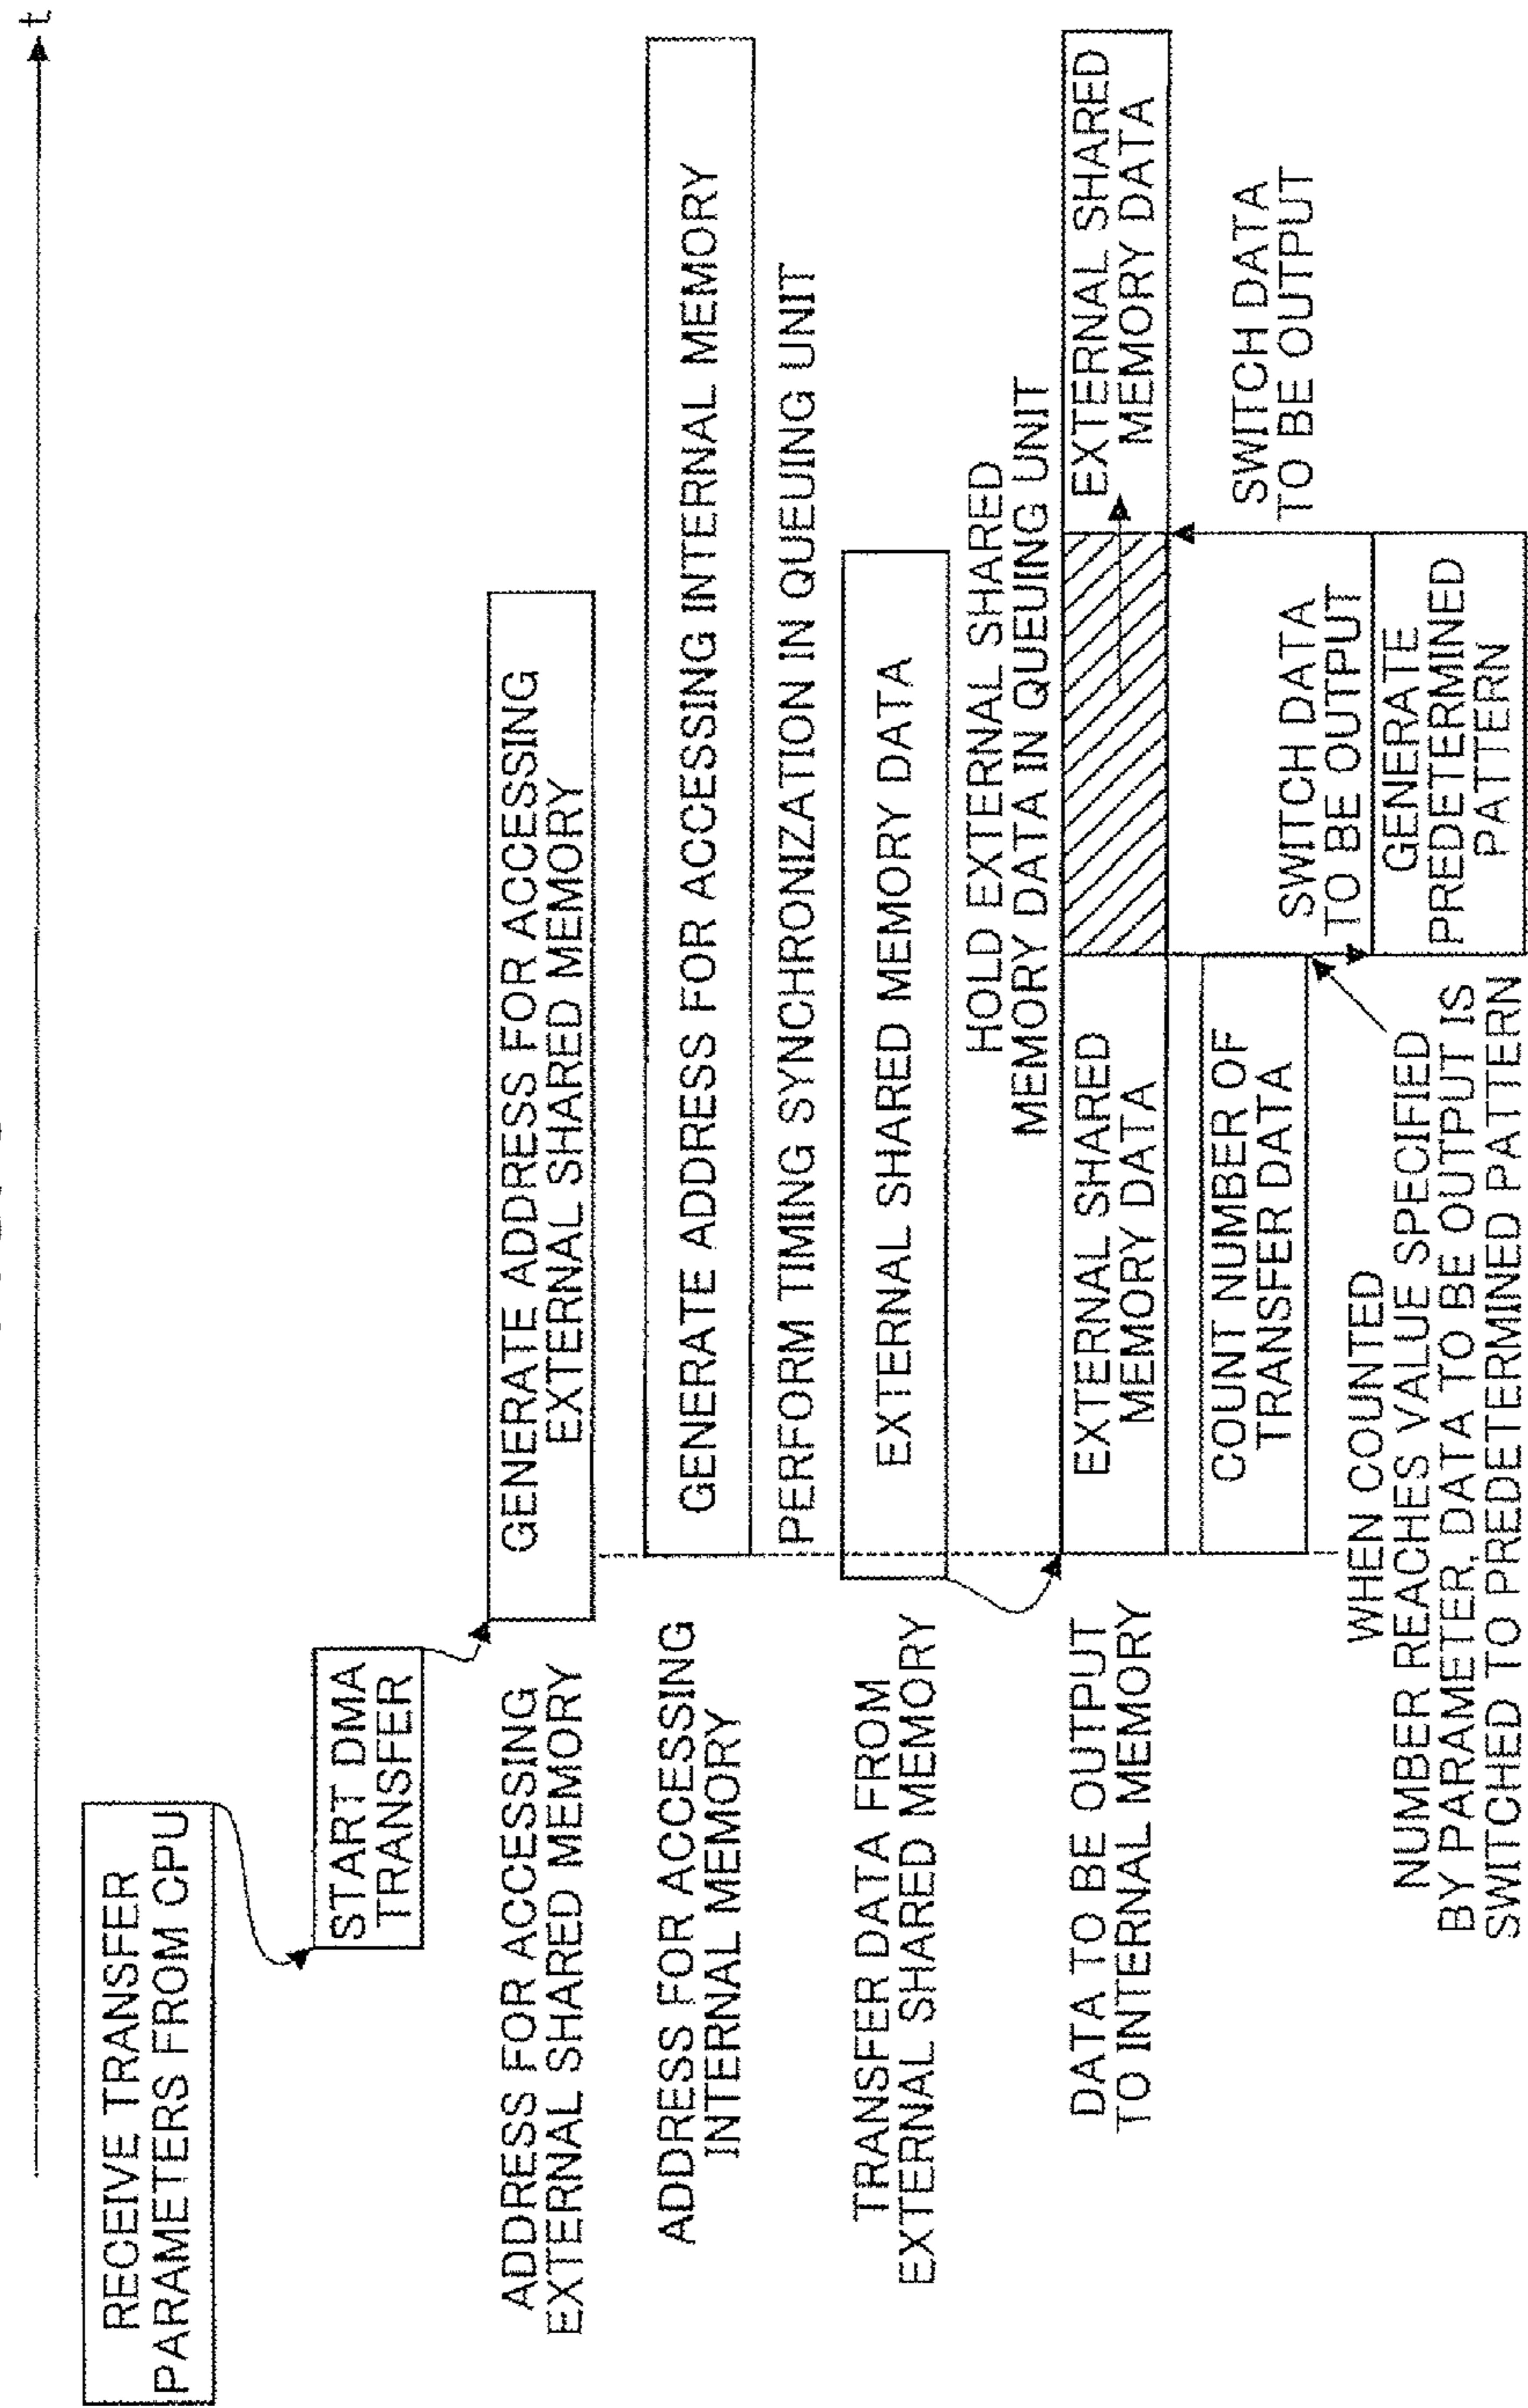 t
RECEIVE TRANSFER
PARAMETERS FROM CPU
START DMA
TRANSFER
ADDRESS FOR ACCESSING
EXTERNAL SHARED MEMORY
GENERATE ADDRESS FOR ACCESSING
EXTERNAL SHARED MEMORY
ADDRESS FOR ACCESSING
INTERNAL MEMORY
GENERATE ADDRESS FOR ACCESSING INTERNAL MEMORY
PERFORM TIMING SYNCHRONIZATION IN QUEUING UNIT
TRANSFER DATA FROM
EXTERNAL SHARED MEMORY
EXTERNAL SHARED MEMORY DATA
HOLD EXTERNAL SHARED
MEMORY DATA IN QUEUING UNIT
DATA TO BE OUTPUT
TO INTERNAL MEMORY
EXTERNAL SHARED
MEMORY DATA
EXTERNAL SHARED
MEMORY DATA
COUNT NUMBER OF
TRANSFER DATA
SWITCH DATA
TO BE OUTPUT
SWITCH DATA
TO BE OUTPUT
GENERATE
PREDETERMINED
PATTERN
WHEN COUNTED
NUMBER REACHES VALUE SPECIFIED
BY PARAMETER, DATA TO BE OUTPUT IS
SWITCHED TO PREDETERMINED PATTERN